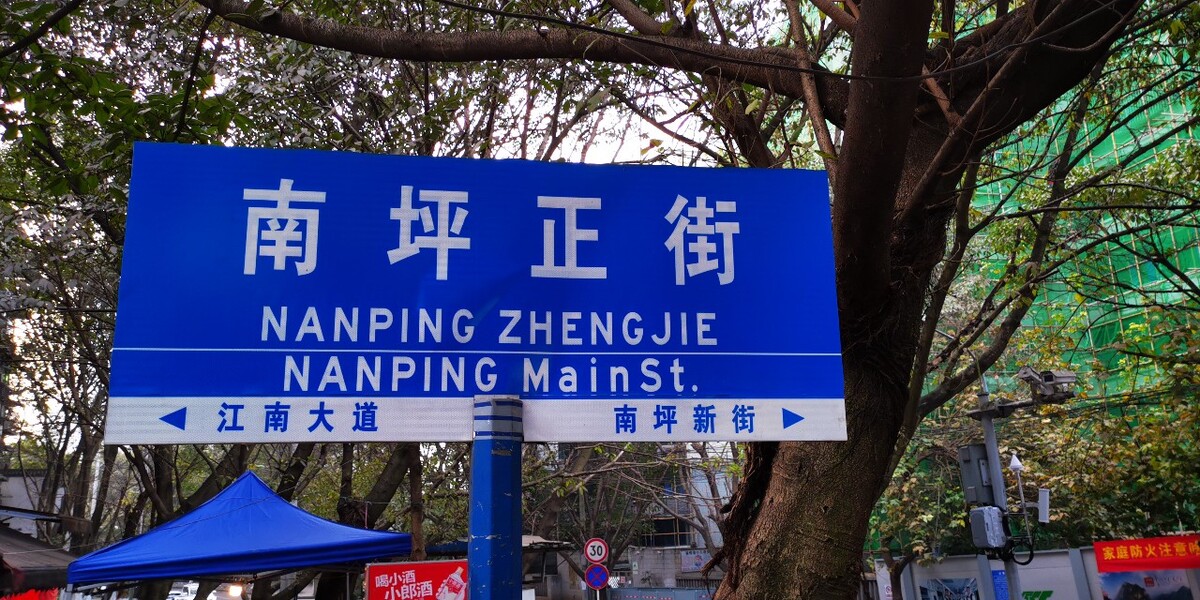 南坪正街
NANPING ZHENGJIE
NANPING MainSt.
江南大道
南坪新街
30
喝小酒
小郎酒
家庭防火注意